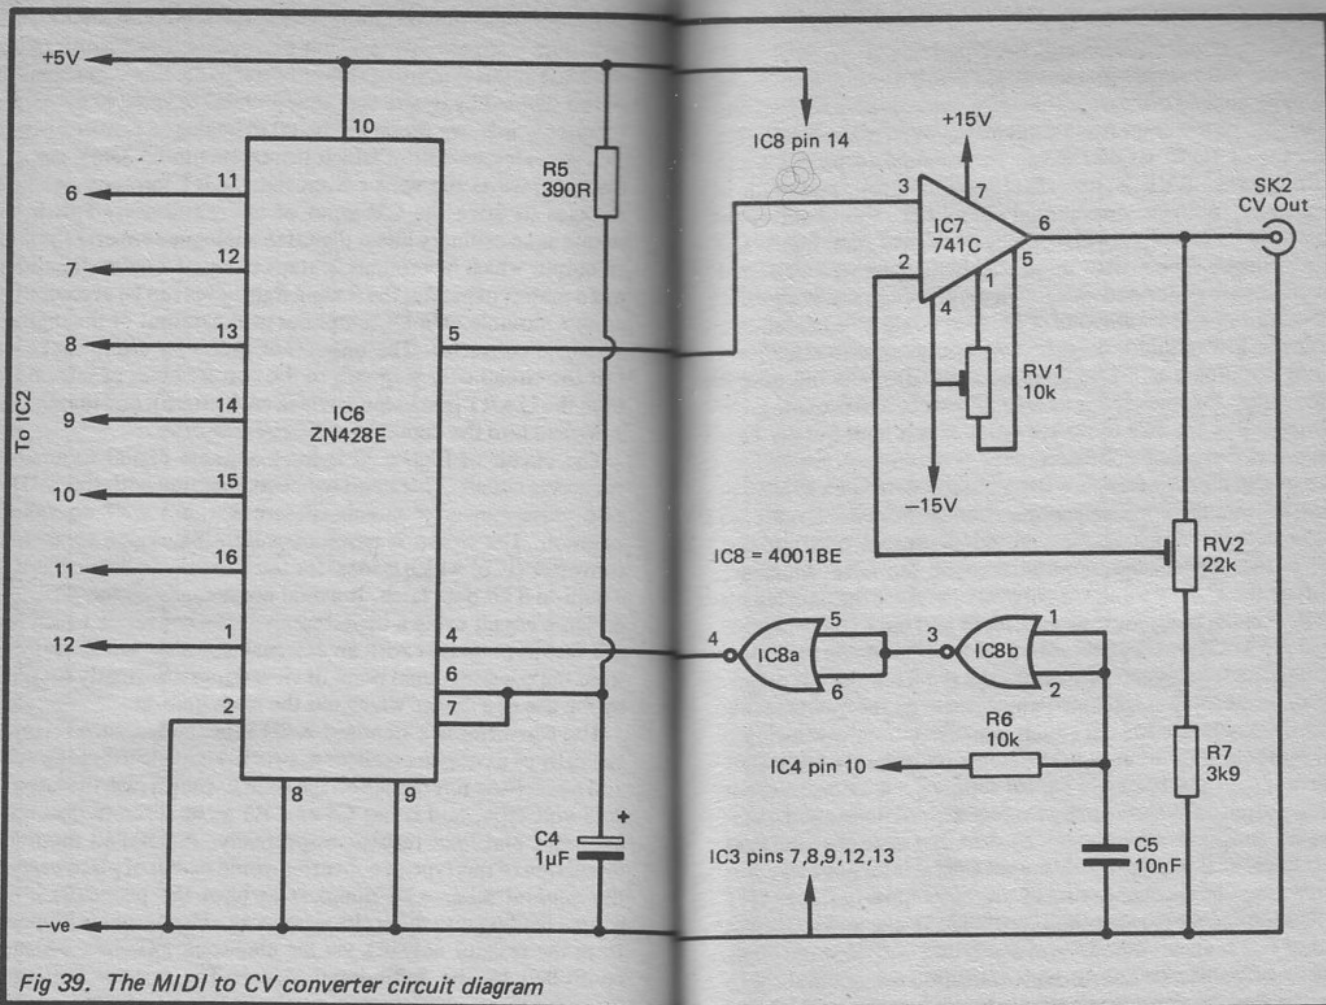 +5V
10
IC8 pin 14
+15V
R5
390R
SK2
CV Out
6
11
3
7
IC7
741C
6
2
5
1
4
7
12
8
13
5
RV1
10k
To IC2
9
14
IC6
ZN428E
–15V
10
15
IC8 = 4001BE
RV2
22k
11
16
12
1
4
4
IC8a
5
6
3
IC8b
1
2
6
7
2
R6
10k
IC4 pin 10
R7
3k9
8
9
C4
1µF
+
IC3 pins 7,8,9,12,13
C5
10nF
–ve
Fig 39. The MIDI to CV converter circuit diagram